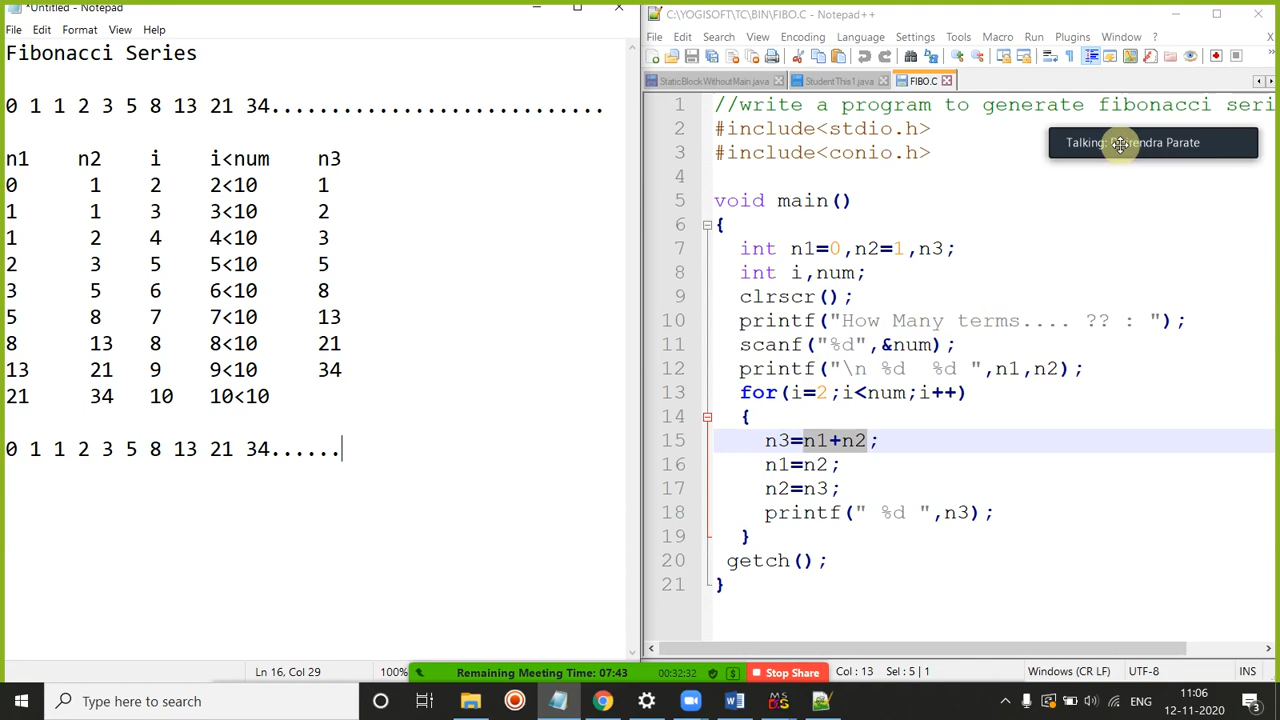 *Untitled - Notepad
File Edit Format View Help
Fibonacci Series
0 1 1 2 3 5 8 13 21 34............................
n1 n2 i i<num n3
0 1 2 2<10 1
1 1 3 3<10 2
1 2 4 4<10 3
2 3 5 5<10 5
3 5 6 6<10 8
5 8 7 7<10 13
8 13 8 8<10 21
13 21 9 9<10 34
21 34 10 10<10
0 1 1 2 3 5 8 13 21 34......
Ln 16, Col 29 100%
C:\YOGISOFT\TC\BIN\FIBO.C - Notepad++
File Edit Search View Encoding Language Settings Tools Macro Run Plugins Window ? X
StaticBlockWithoutMain.java StudentThis1.java FIBO.C
1 //write a program to generate fibonacci seri
2 #include<stdio.h>
3 #include<conio.h>
4
5 void main()
6 {
7 int n1=0,n2=1,n3;
8 int i,num;
9 clrscr();
10 printf("How Many terms.... ?? : ");
11 scanf("%d",&num);
12 printf("\n %d  %d ",n1,n2);
13 for(i=2;i<num;i++)
14 {
15 n3=n1+n2;
16 n1=n2;
17 n2=n3;
18 printf(" %d ",n3);
19 }
20 getch();
21 }
Talking: Parate
Remaining Meeting Time: 07:43 00:32:32 $ Stop Share
Col : 13 Sel : 5 | 1 Windows (CR LF) UTF-8 INS
Type here to search
ENG
11:06
12-11-2020
3